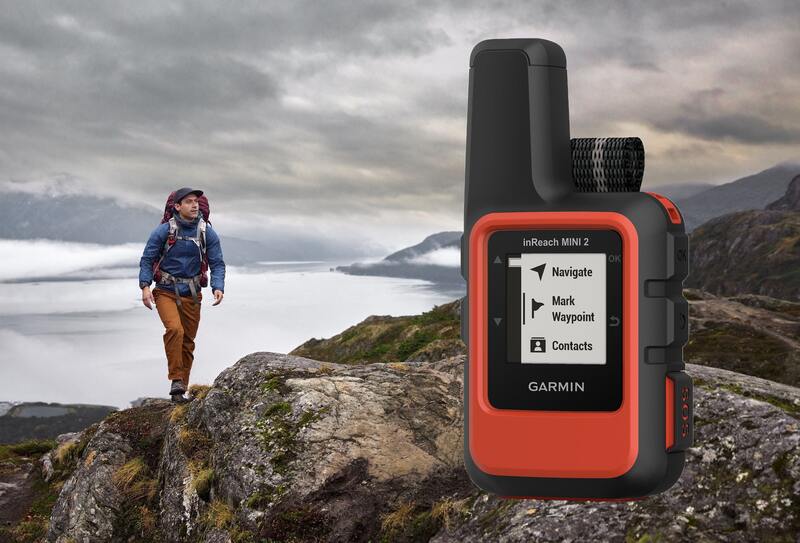 inReach MINI 2
OK
Navigate
Mark
Waypoint
Contacts
GARMIN
SOS